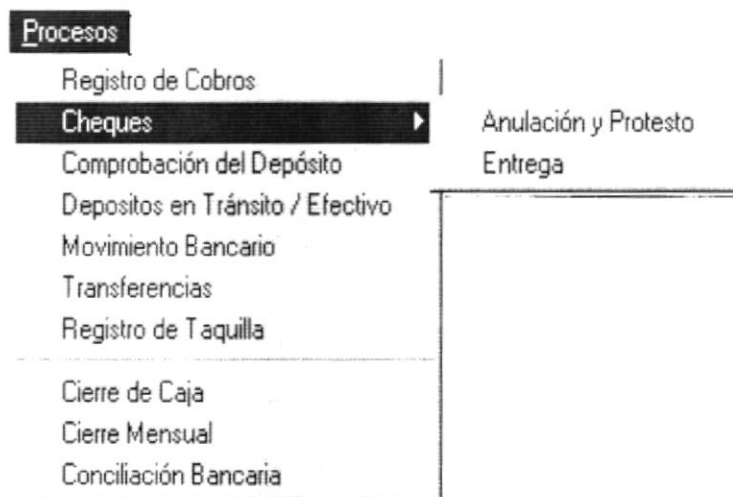 Procesos
Registro de Cobros
Cheques
Anulación y Protesto
Comprobación del Depósito
Entrega
Depositos en Tránsito / Efectivo
Movimiento Bancario
Transferencias
Registro de Taquilla
Cierre de Caja
Cierre Mensual
Conciliación Bancaria